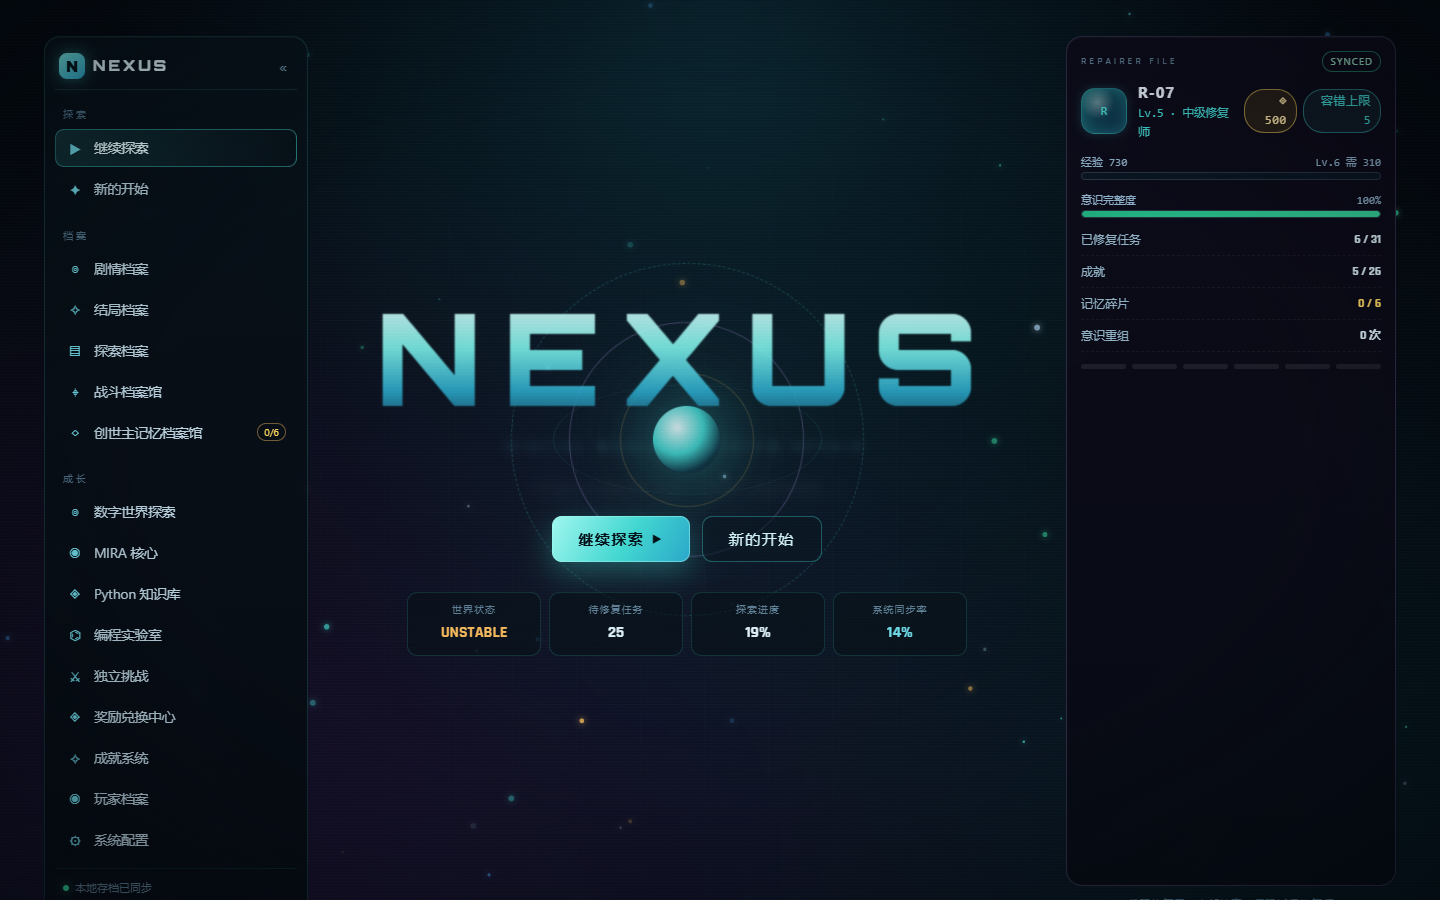 N NEXUS «
探索
继续探索
新的开始
档案
剧情档案
结局档案
探索档案
战斗档案馆
创世主记忆档案馆 0/6
成长
数字世界探索
MIRA 核心
Python 知识库
编程实验室
独立挑战
奖励兑换中心
成就系统
玩家档案
系统配置
本地存档已同步
NEXUS
继续探索 ▶
新的开始
世界状态
UNSTABLE
待修复任务
25
探索进度
19%
系统同步率
14%
REPAIRER FILE
SYNCED
R
R-07
Lv.5 · 中级修复
师
◈
500
容错上限
5
经验 730
Lv.6 需 310
意识完整度
100%
已修复任务
6 / 31
成就
5 / 26
记忆碎片
0 / 6
意识重组
0 次